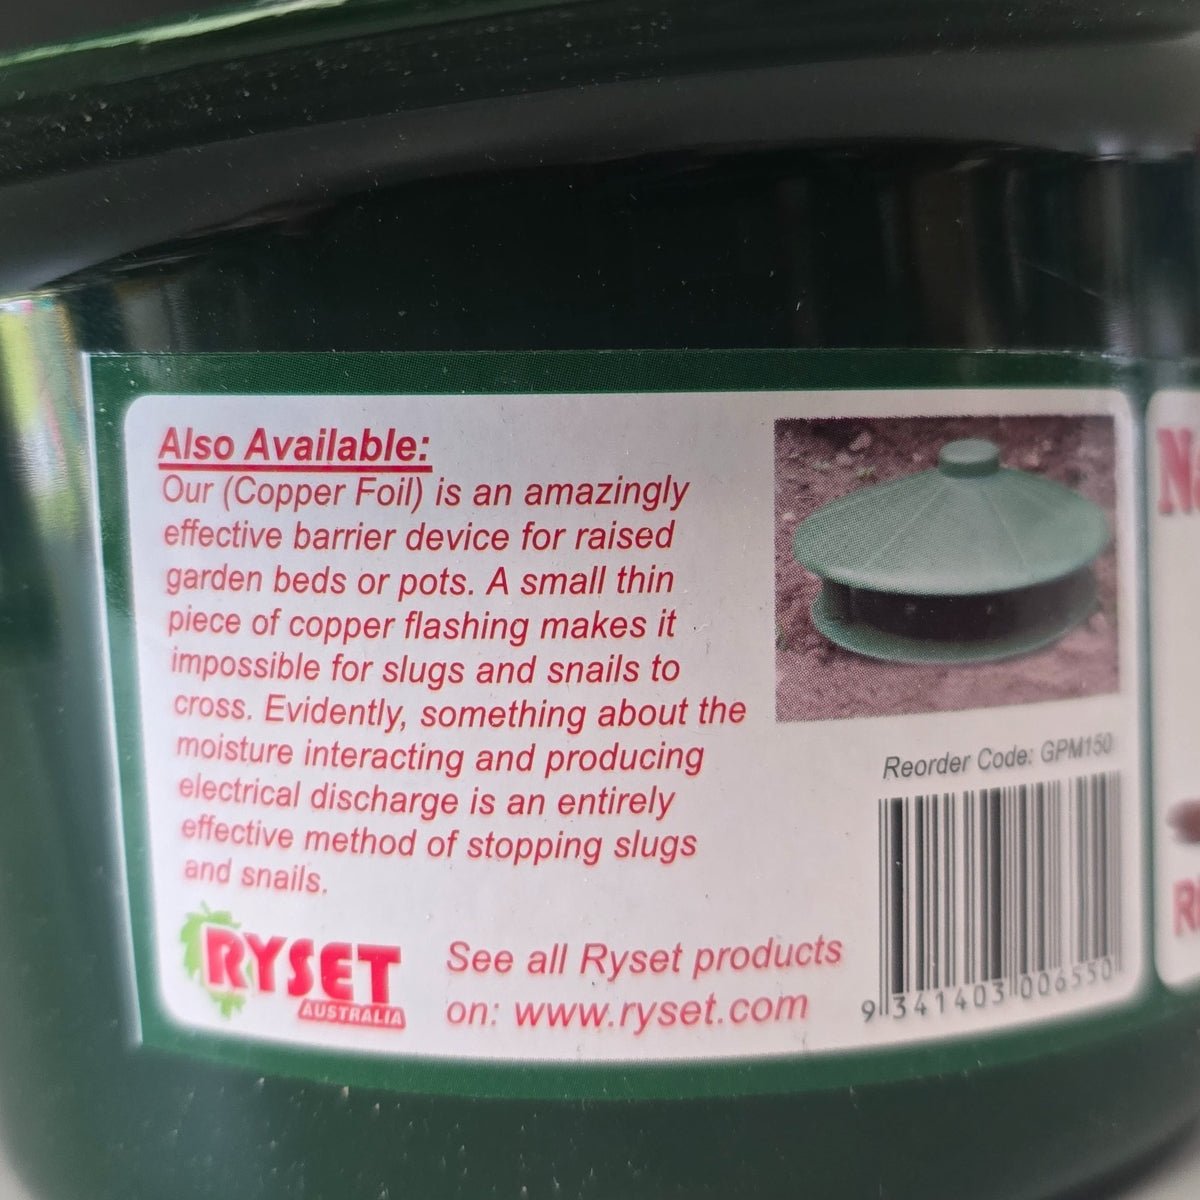 Also Available:
Our (Copper Foil) is an amazingly
effective barrier device for raised
garden beds or pots. A small thin
piece of copper flashing makes it
impossible for slugs and snails to
cross. Evidently, something about the
moisture interacting and producing
electrical discharge is an entirely
effective method of stopping slugs
and snails.
RYSET
AUSTRALIA
See all Ryset products
on: www.ryset.com
Reorder Code: GPM150
9 341403 006550